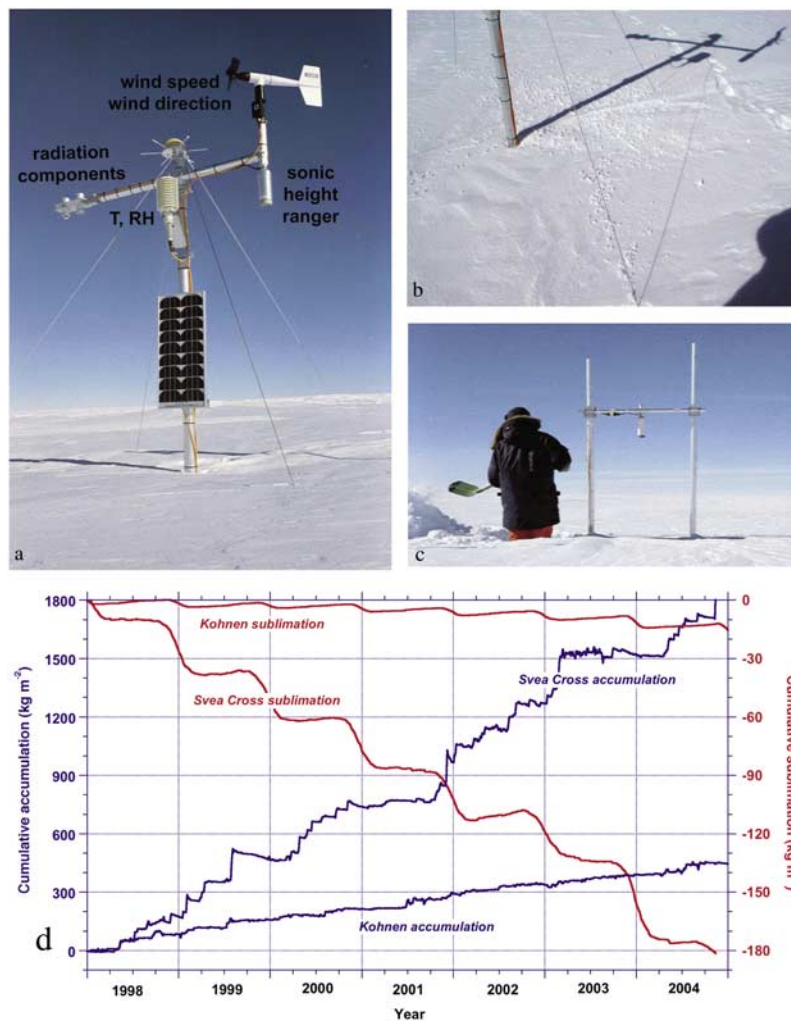 wind speed
wind direction
radiation
components
T, RH
sonic
height
ranger
a
b
c
Kohnen sublimation
Svea Cross accumulation
Svea Cross sublimation
Kohnen accumulation
Cumulative accumulation (kg m⁻²)
1800
1500
1200
900
600
300
0
0
-30
-60
-90
-120
-150
-180
d
1998
1999
2000
2001
2002
2003
2004
Year